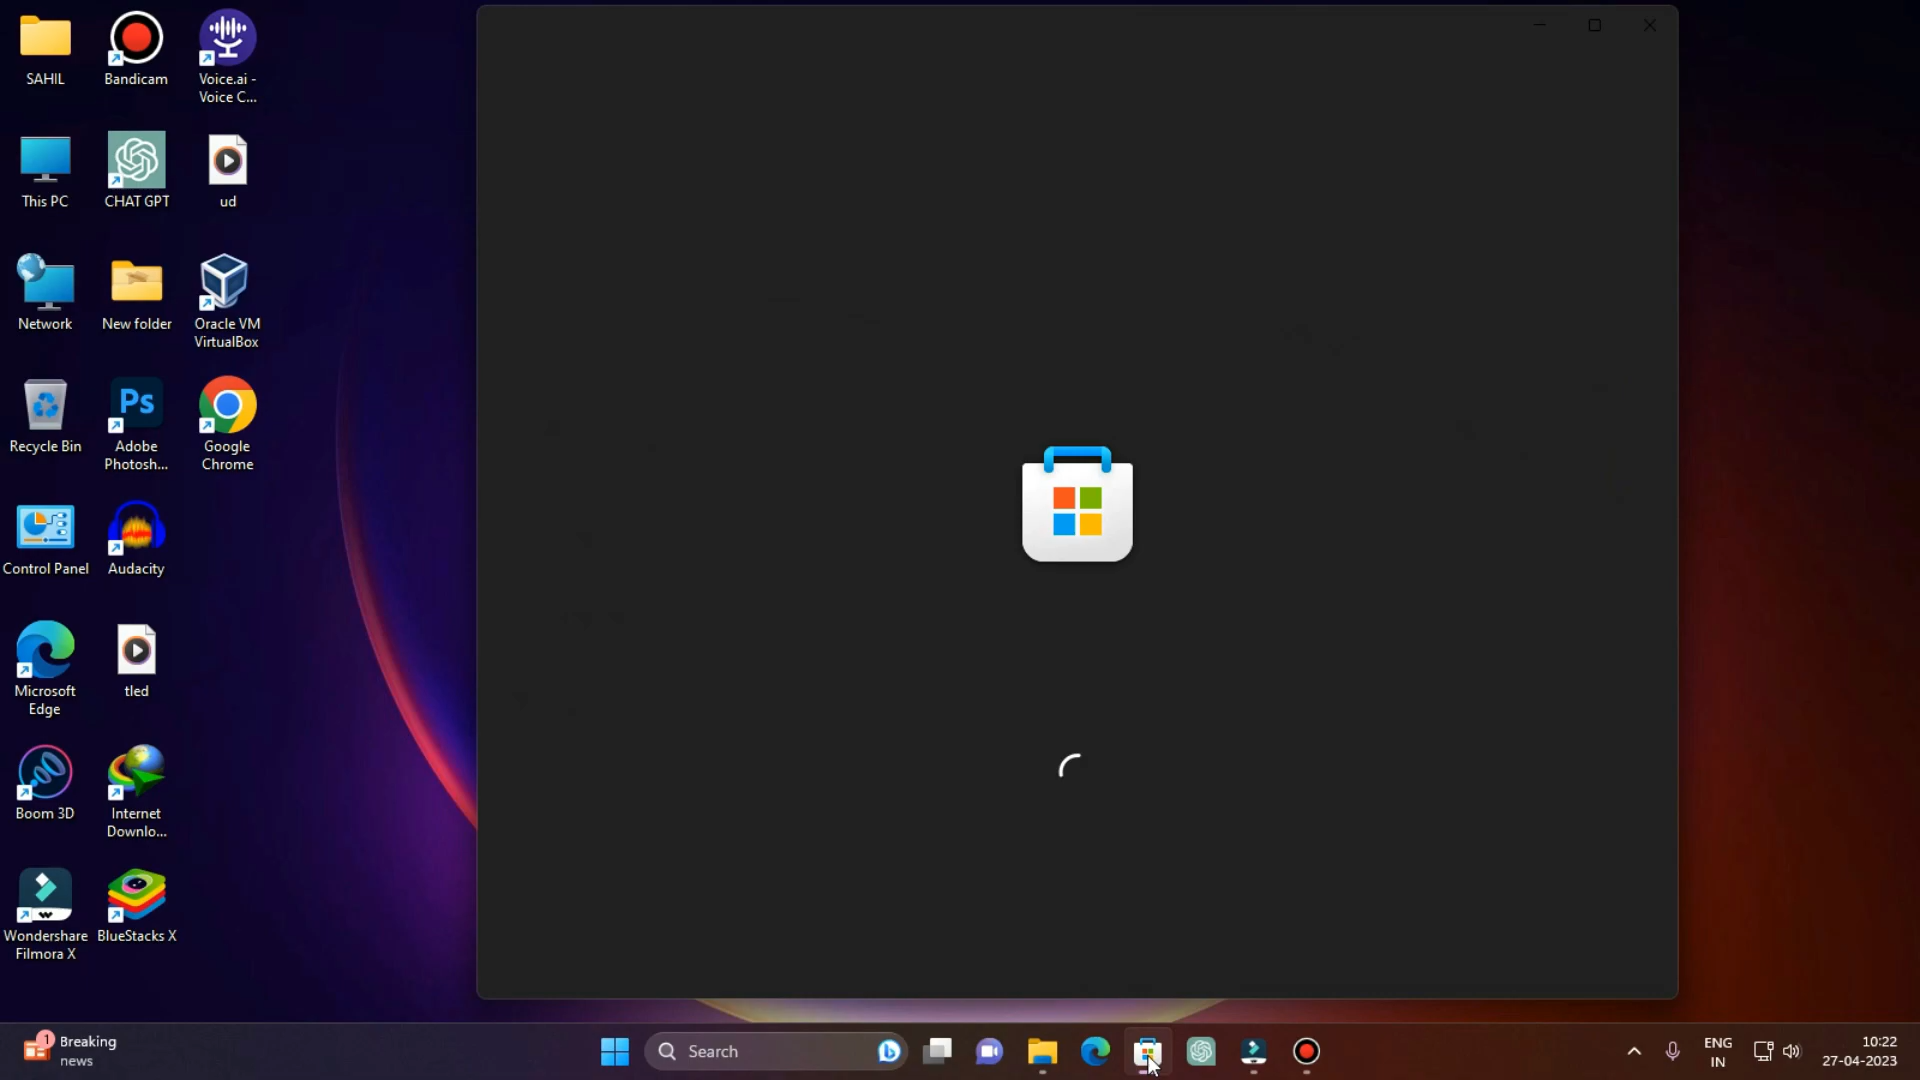 SAHIL
Bandicam
Voice.ai -
Voice C...
This PC
CHAT GPT
ud
Network
New folder
Oracle VM
VirtualBox
Recycle Bin
Ps
Adobe
Photosh...
Google
Chrome
Control Panel
Audacity
Microsoft
Edge
tled
Boom 3D
Internet
Downlo...
Wondershare
Filmora X
BlueStacks X
1
Breaking
news
Search
ENG
IN
10:22
27-04-2023